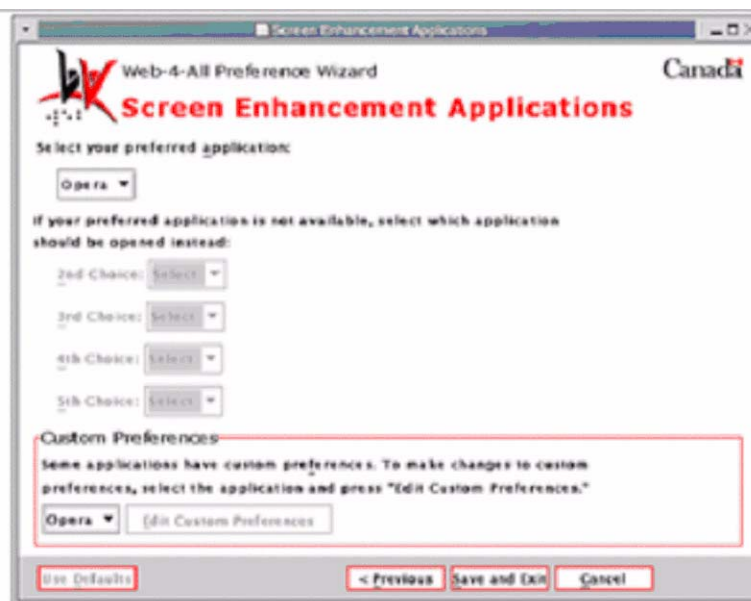 Screen Enhancement Applications
Web-4-All Preference Wizard
Canada
Screen Enhancement Applications
Select your preferred application:
Opera
If your preferred application is not available, select which application
should be opened instead:
2nd Choice: Select
3rd Choice: Select
4th Choice: Select
5th Choice: Select
Custom Preferences
Some applications have custom preferences. To make changes to custom
preferences, select the application and press "Edit Custom Preferences."
Opera Edit Custom Preferences
Use Defaults < Previous Save and Exit Cancel